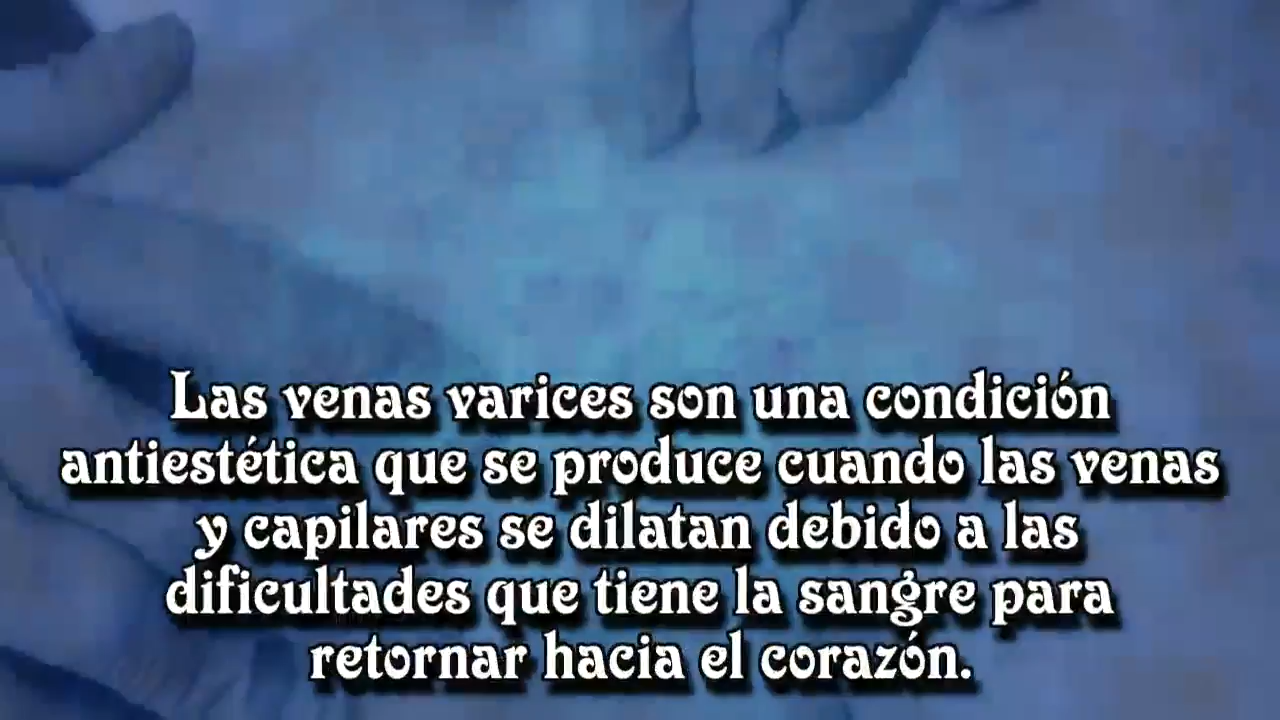 Las venas varices son una condición
antiestética que se produce cuando las venas
y capilares se dilatan debido a las
dificultades que tiene la sangre para
retornar hacia el corazón.